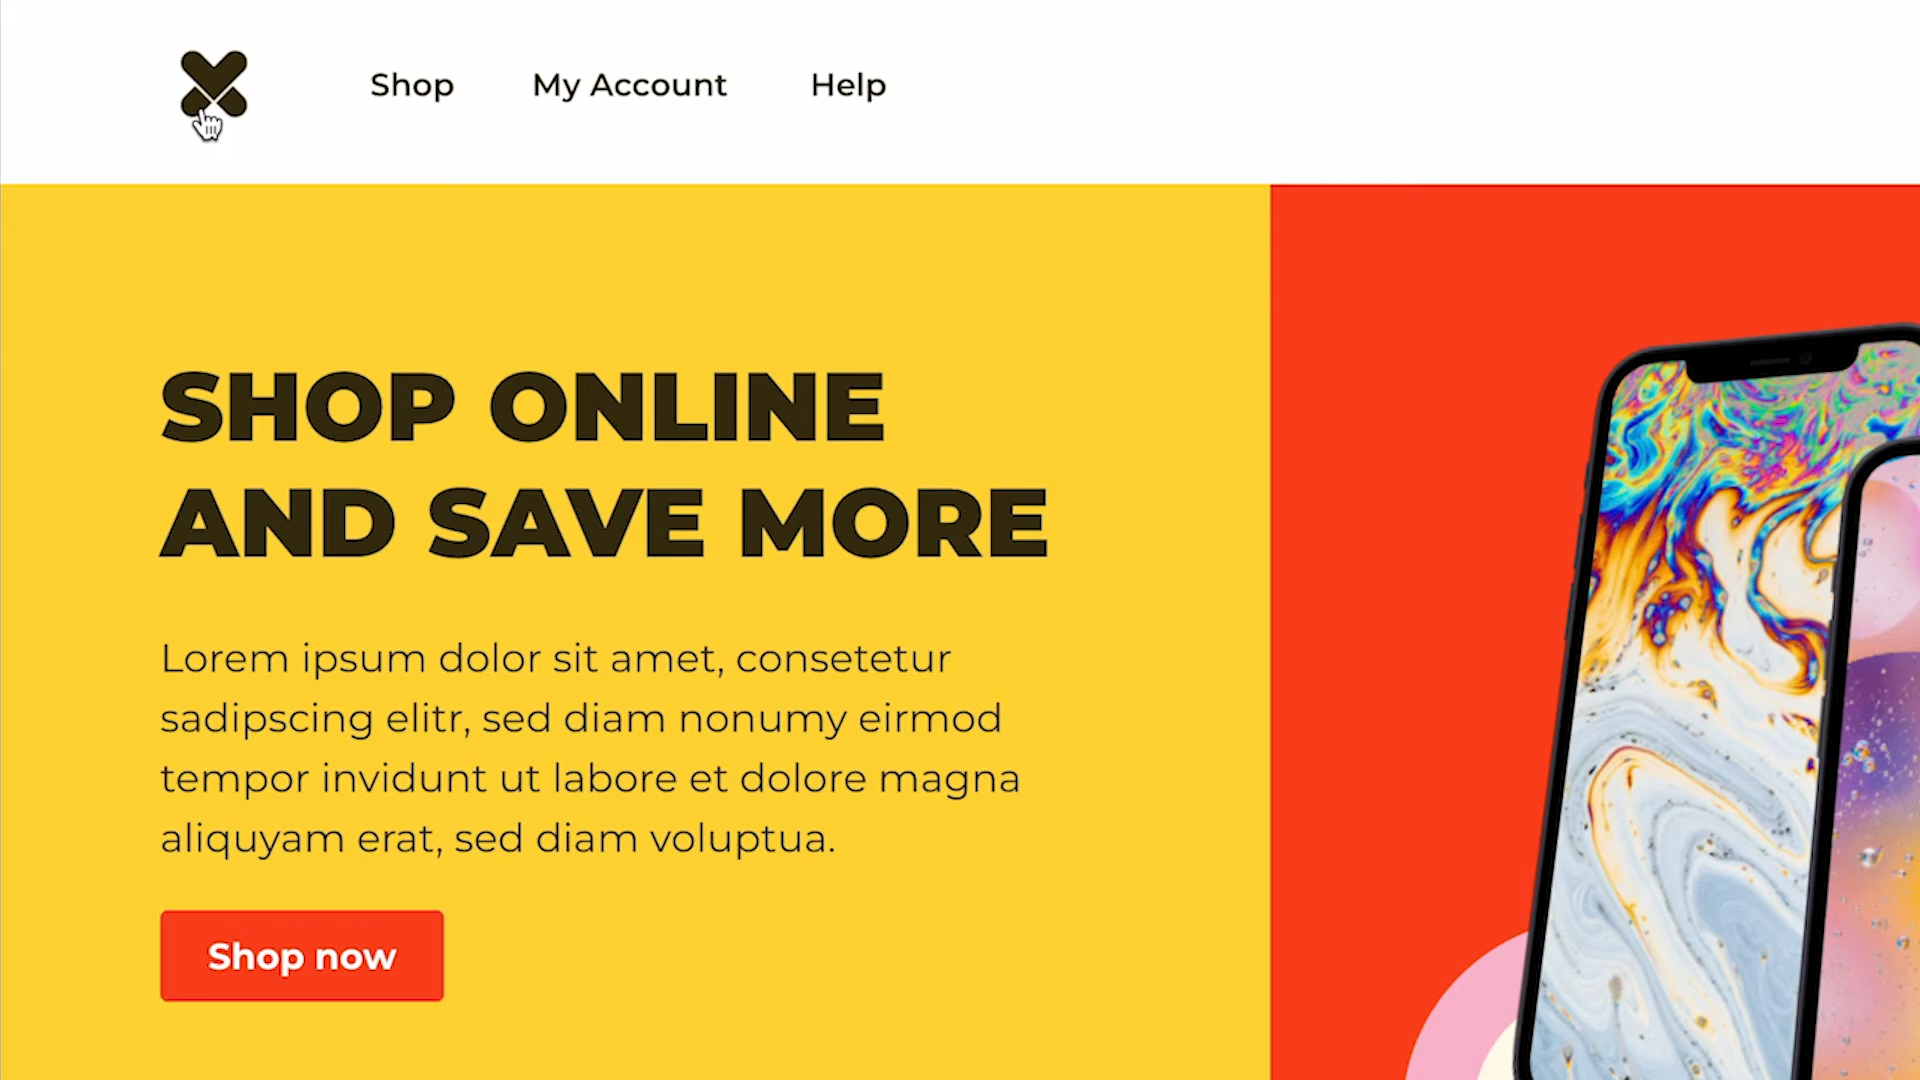 Shop My Account Help
SHOP ONLINE
AND SAVE MORE
Lorem ipsum dolor sit amet, consetetur
sadipscing elitr, sed diam nonumy eirmod
tempor invidunt ut labore et dolore magna
aliquyam erat, sed diam voluptua.
Shop now